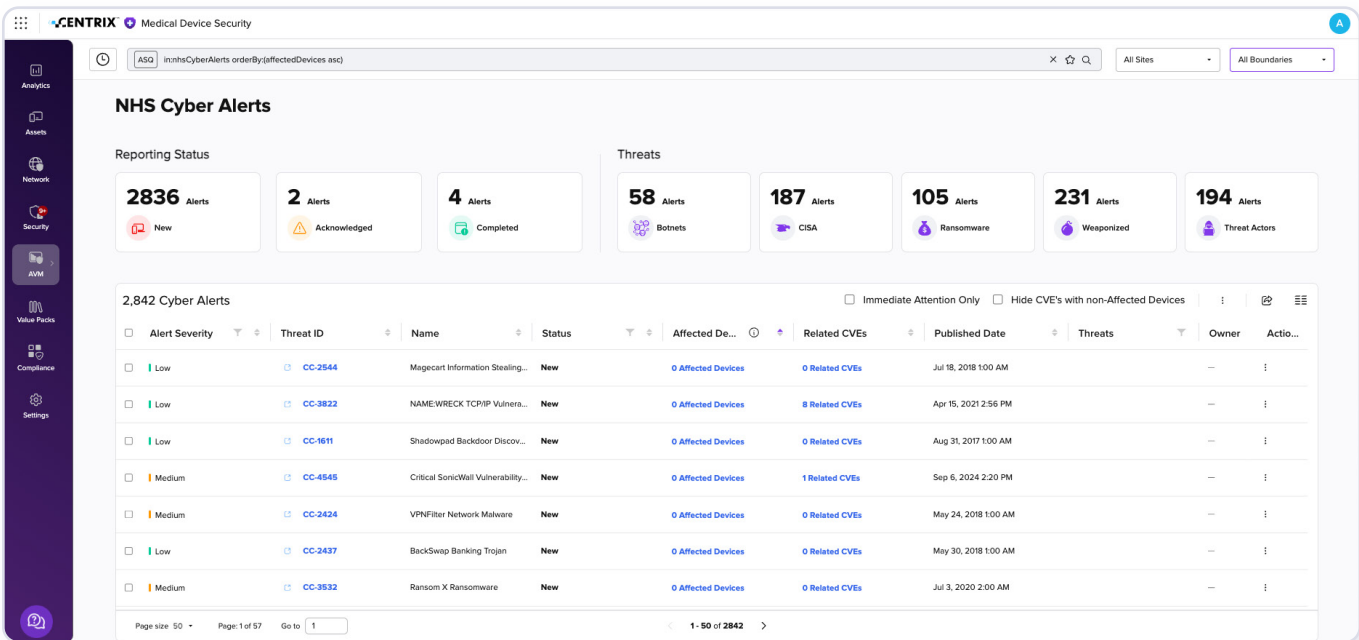 CENTRIX Medical Device Security
A
Analytics
Assets
Network
9+
Security
AVM
Value Packs
Compliance
Settings
ASQ in:nhsCyberAlerts orderBy:(affectedDevices asc)
All Sites
All Boundaries
NHS Cyber Alerts
Reporting Status
2836 Alerts
New
2 Alerts
Acknowledged
4 Alerts
Completed
Threats
58 Alerts
Botnets
187 Alerts
CISA
105 Alerts
Ransomware
231 Alerts
Weaponized
194 Alerts
Threat Actors
2,842 Cyber Alerts Immediate Attention Only Hide CVE's with non-Affected Devices
Alert Severity Threat ID Name Status Affected De... Related CVEs Published Date Threats Owner Actio...
Low CC-2544 Magecart Information Stealing... New 0 Affected Devices 0 Related CVEs Jul 18, 2018 1:00 AM —
Low CC-3822 NAME:WRECK TCP/IP Vulnera... New 0 Affected Devices 8 Related CVEs Apr 15, 2021 2:56 PM —
Low CC-1611 Shadowpad Backdoor Discov... New 0 Affected Devices 0 Related CVEs Aug 31, 2017 1:00 AM —
Medium CC-4545 Critical SonicWall Vulnerability... New 0 Affected Devices 1 Related CVEs Sep 6, 2024 2:20 PM —
Medium CC-2424 VPNFilter Network Malware New 0 Affected Devices 0 Related CVEs May 24, 2018 1:00 AM —
Low CC-2437 BackSwap Banking Trojan New 0 Affected Devices 0 Related CVEs May 30, 2018 1:00 AM —
Medium CC-3532 Ransom X Ransomware New 0 Affected Devices 0 Related CVEs Jul 3, 2020 2:00 AM —
Page size 50 Page: 1 of 57 Go to 1 1 - 50 of 2842